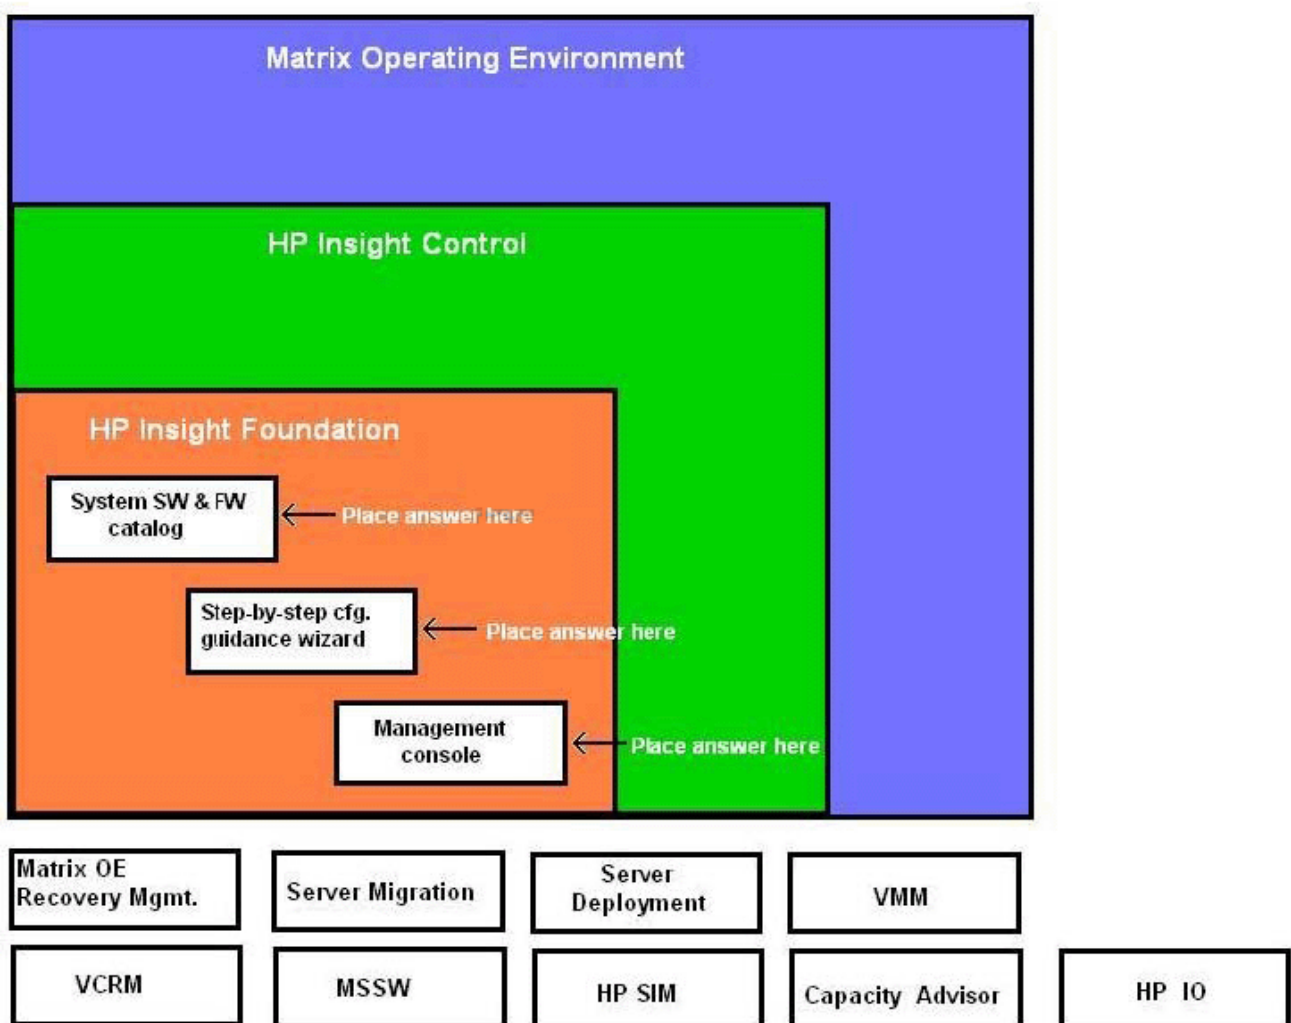 Matrix Operating Environment
HP Insight Control
HP Insight Foundation
System SW & FW
catalog
Place answer here
Step-by-step cfg.
guidance wizard
Place answer here
Management
console
Place answer here
Matrix OE
Recovery Mgmt.
Server Migration
Server
Deployment
VMM
VCRM
MSSW
HP SIM
Capacity Advisor
HP IO